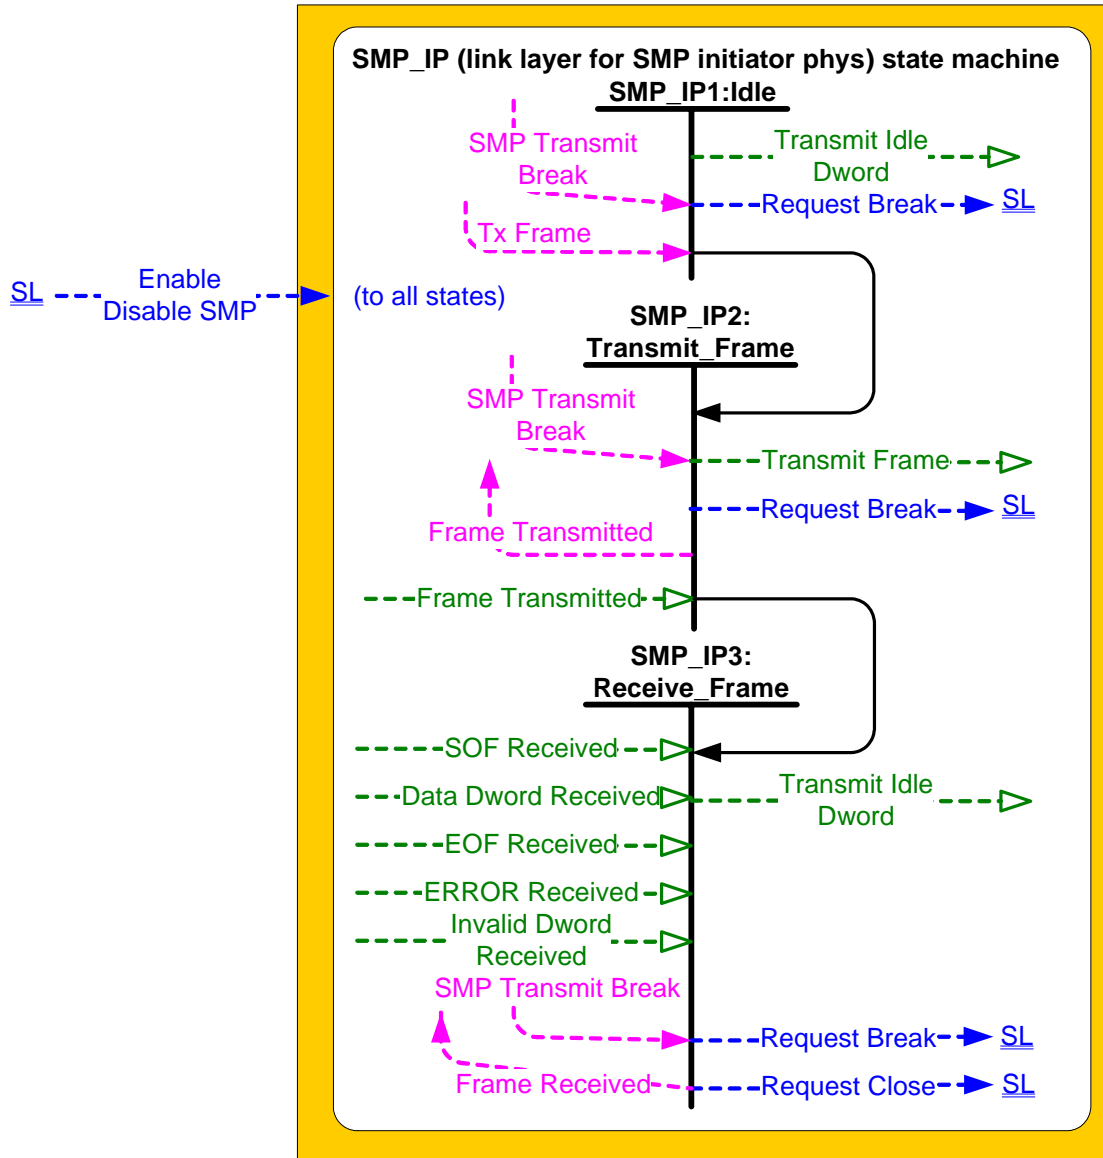 SMP_IP (link layer for SMP initiator phys) state machine
SMP_IP1:Idle
SMP Transmit
Break
Transmit Idle
Dword
Request Break
SL
Tx Frame
SL
Enable
Disable SMP
(to all states)
SMP_IP2:
Transmit_Frame
SMP Transmit
Break
Transmit Frame
Request Break
SL
Frame Transmitted
Frame Transmitted
SMP_IP3:
Receive_Frame
SOF Received
Data Dword Received
Transmit Idle
Dword
EOF Received
ERROR Received
Invalid Dword
Received
SMP Transmit Break
Request Break
SL
Frame Received
Request Close
SL